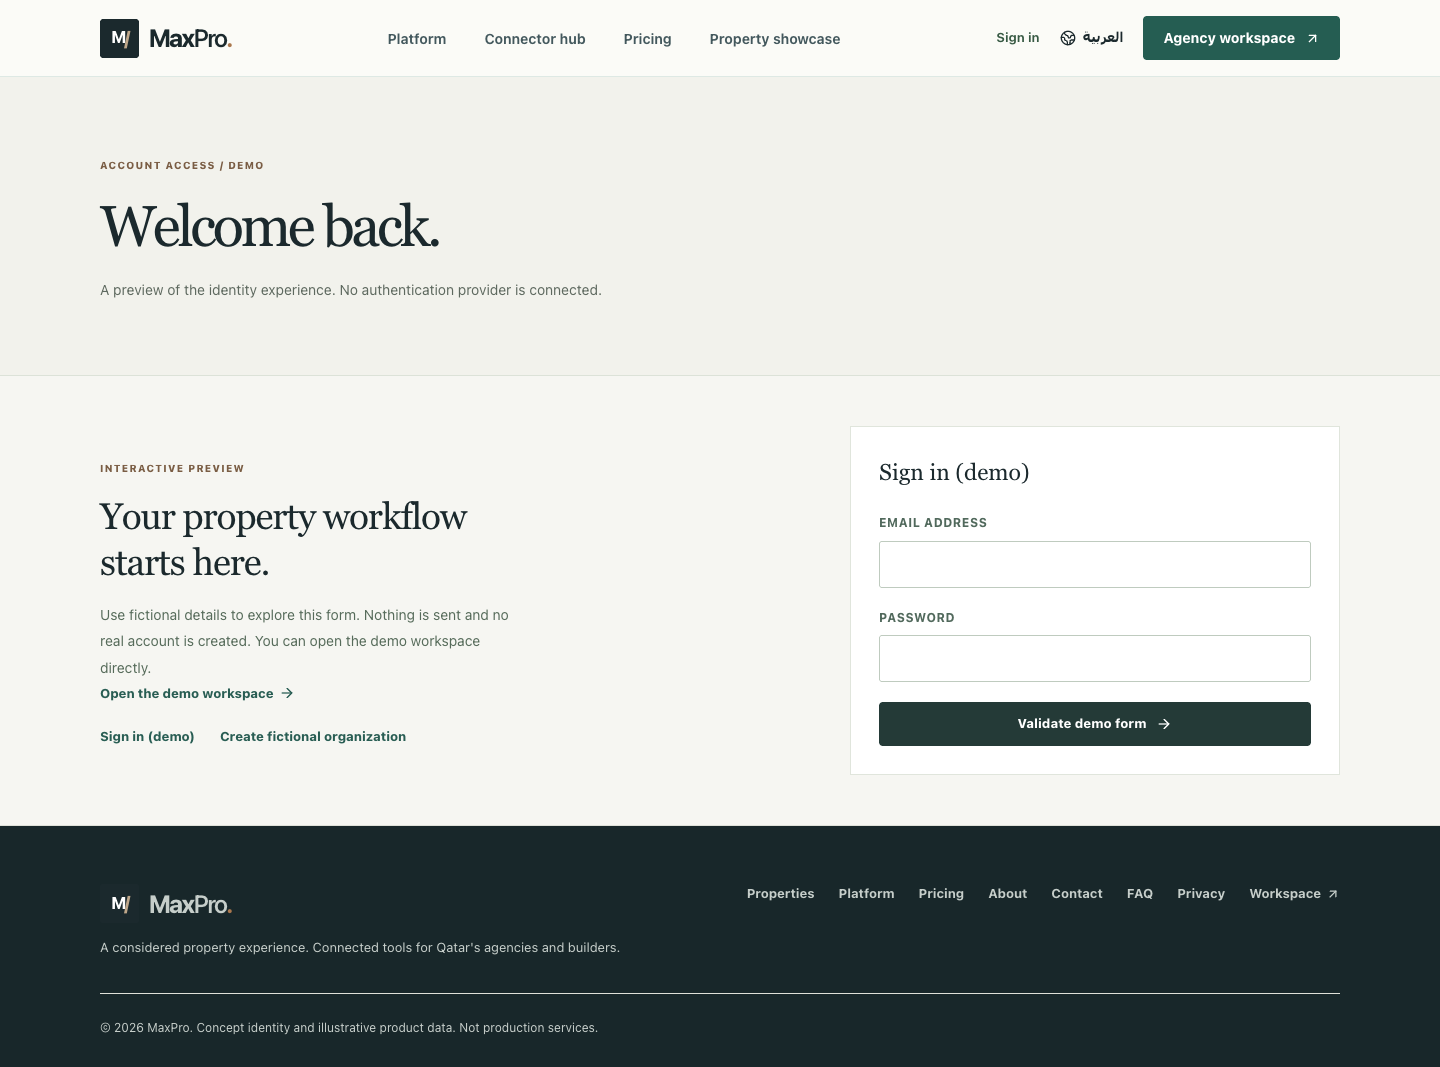 M/ MaxPro.
Platform Connector hub Pricing Property showcase
Sign in العربية Agency workspace
ACCOUNT ACCESS / DEMO
Welcome back.
A preview of the identity experience. No authentication provider is connected.
INTERACTIVE PREVIEW
Your property workflow
starts here.
Use fictional details to explore this form. Nothing is sent and no
real account is created. You can open the demo workspace
directly.
Open the demo workspace
Sign in (demo) Create fictional organization
Sign in (demo)
EMAIL ADDRESS
PASSWORD
Validate demo form
M/ MaxPro.
A considered property experience. Connected tools for Qatar's agencies and builders.
Properties Platform Pricing About Contact FAQ Privacy Workspace
© 2026 MaxPro. Concept identity and illustrative product data. Not production services.